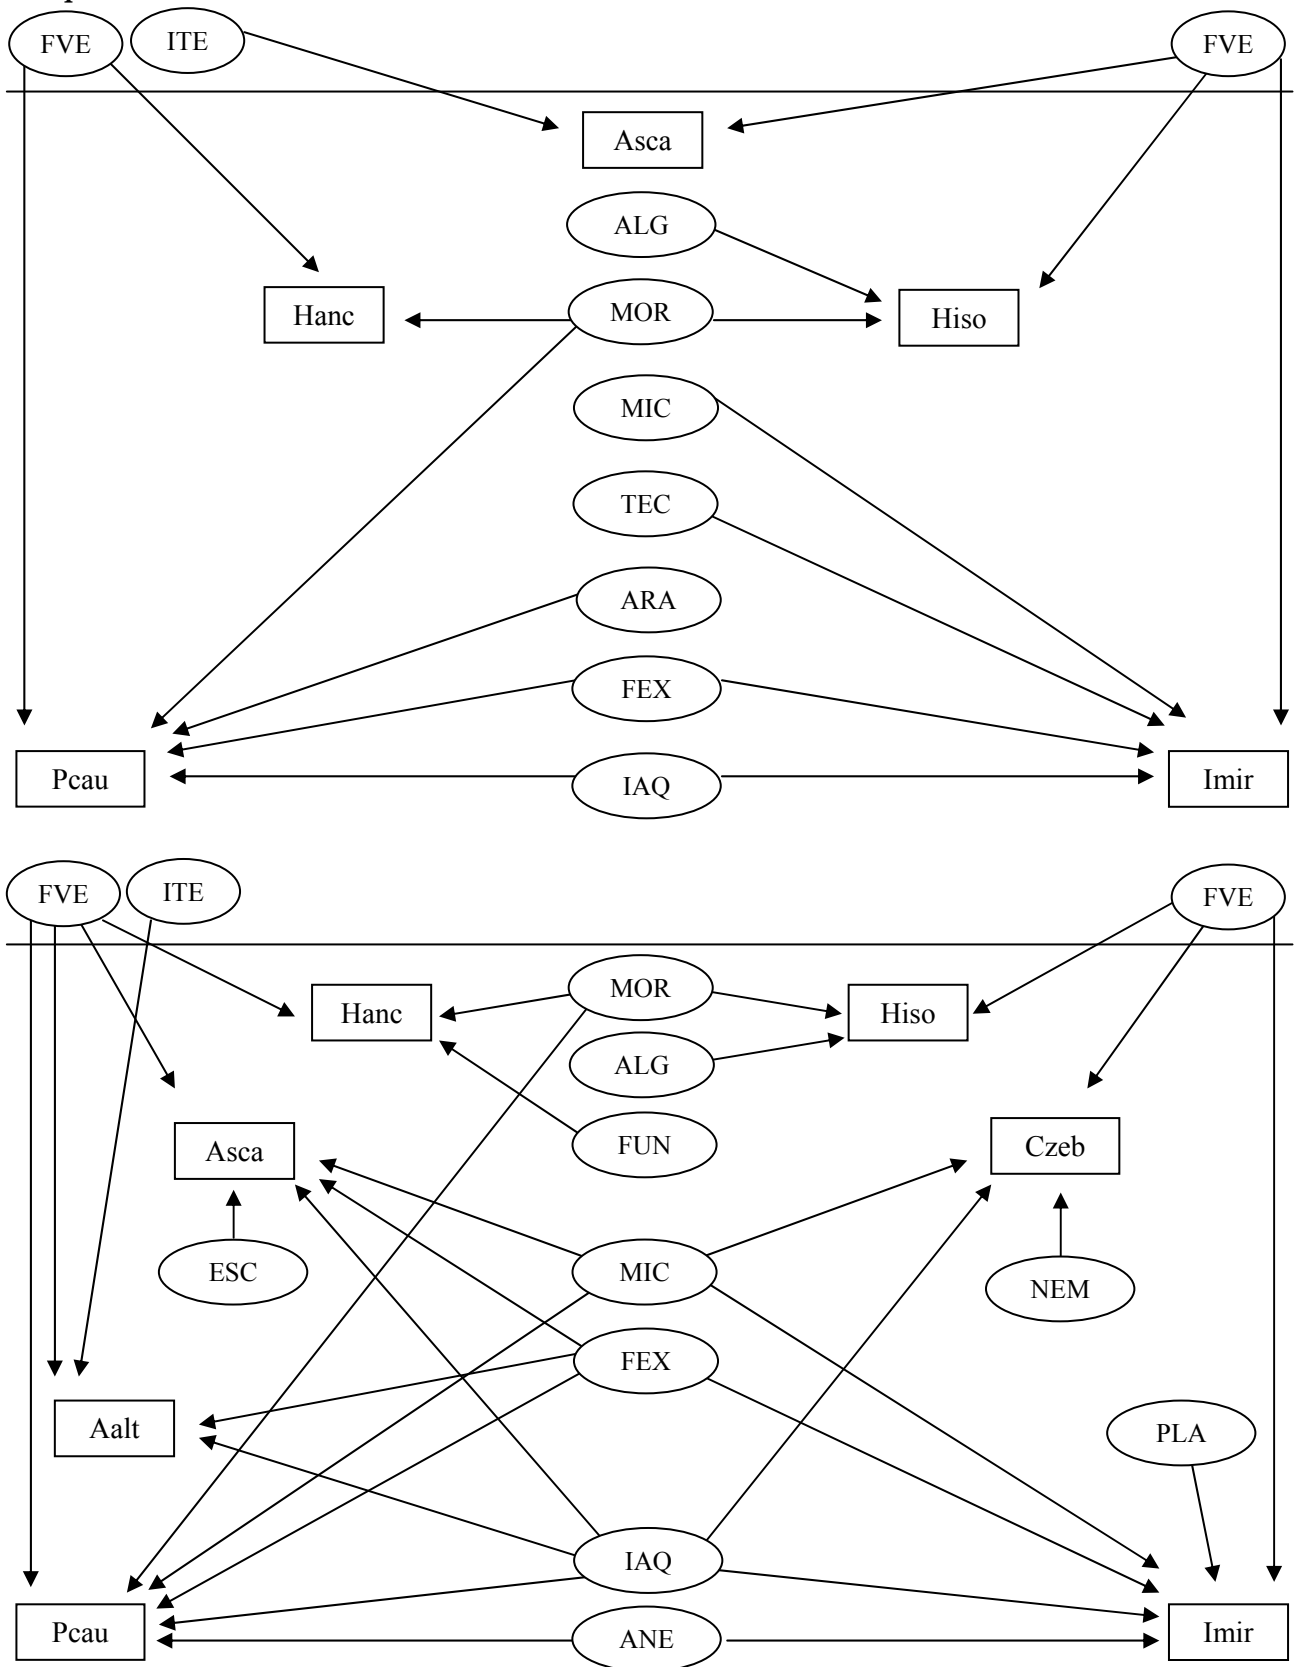 FVE ITE FVE
Asca
ALG
Hanc MOR Hiso
MIC
TEC
ARA
FEX
Pcau IAQ Imir
FVE ITE FVE
Hanc MOR Hiso
ALG
Asca FUN Czeb
ESC MIC NEM
FEX
Aalt PLA
IAQ
Pcau ANE Imir